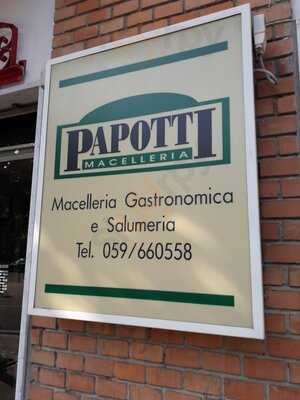 PAPOTTI
MACELLERIA
Macelleria Gastronomica
e Salumeria
Tel. 059/660558